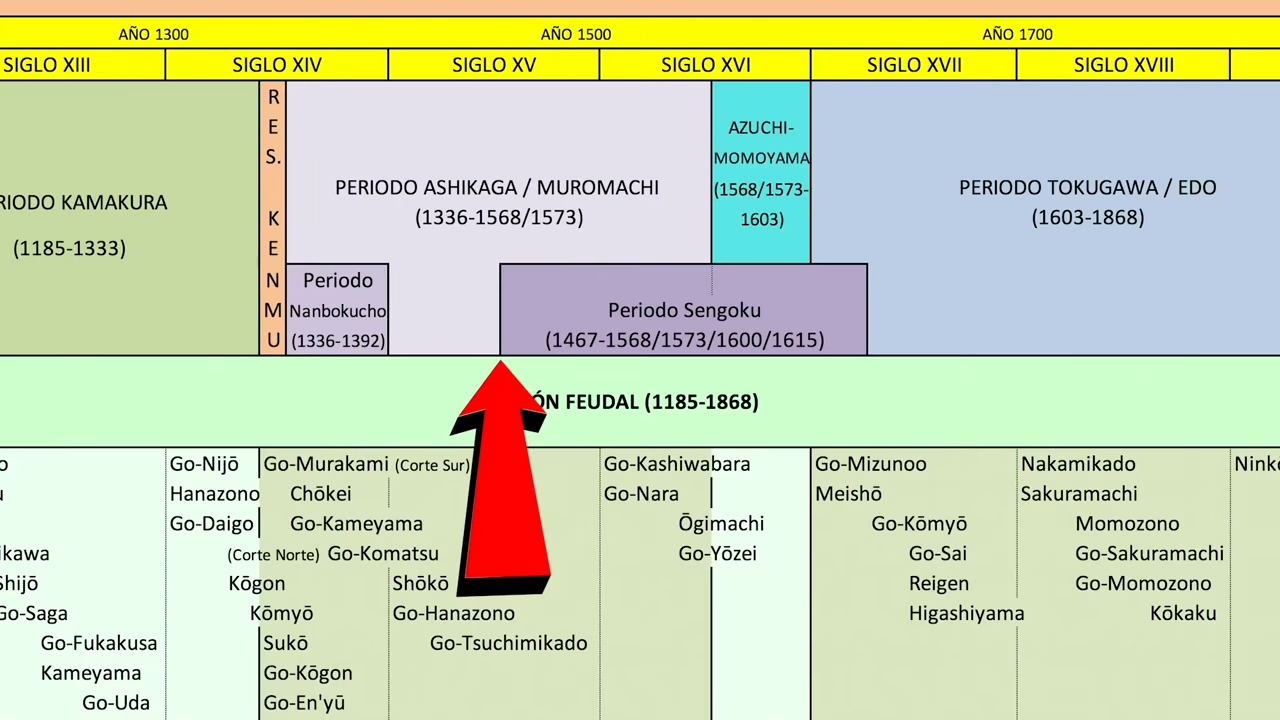 AÑO 1300
AÑO 1500
AÑO 1700
SIGLO XIII
SIGLO XIV
SIGLO XV
SIGLO XVI
SIGLO XVII
SIGLO XVIII
KAMAKURA
(1185-1333)
RES. KENMU
PERIODO ASHIKAGA / MUROMACHI
(1336-1568/1573)
AZUCHI-
MOMOYAMA
(1568/1573-
1603)
PERIODO TOKUGAWA / EDO
(1603-1868)
Periodo
Nanbokucho
(1336-1392)
Periodo Sengoku
(1467-1568/1573/1600/1615)
FEUDAL (1185-1868)
Go-Saga
Go-Fukakusa
Kameyama
Go-Uda
Go-Nijō
Hanazono
Go-Daigo
Go-Murakami (Corte Sur)
Chōkei
Go-Kameyama
(Corte Norte) Go-Komatsu
Kōgon
Kōmyō
Sukō
Go-Kōgon
Go-En'yū
Shōkō
Go-Hanazono
Go-Tsuchimikado
Go-Kashiwabara
Go-Nara
Ōgimachi
Go-Yōzei
Go-Mizunoo
Meishō
Go-Kōmyō
Go-Sai
Reigen
Higashiyama
Nakamikado
Sakuramachi
Momozono
Go-Sakuramachi
Go-Momozono
Kōkaku